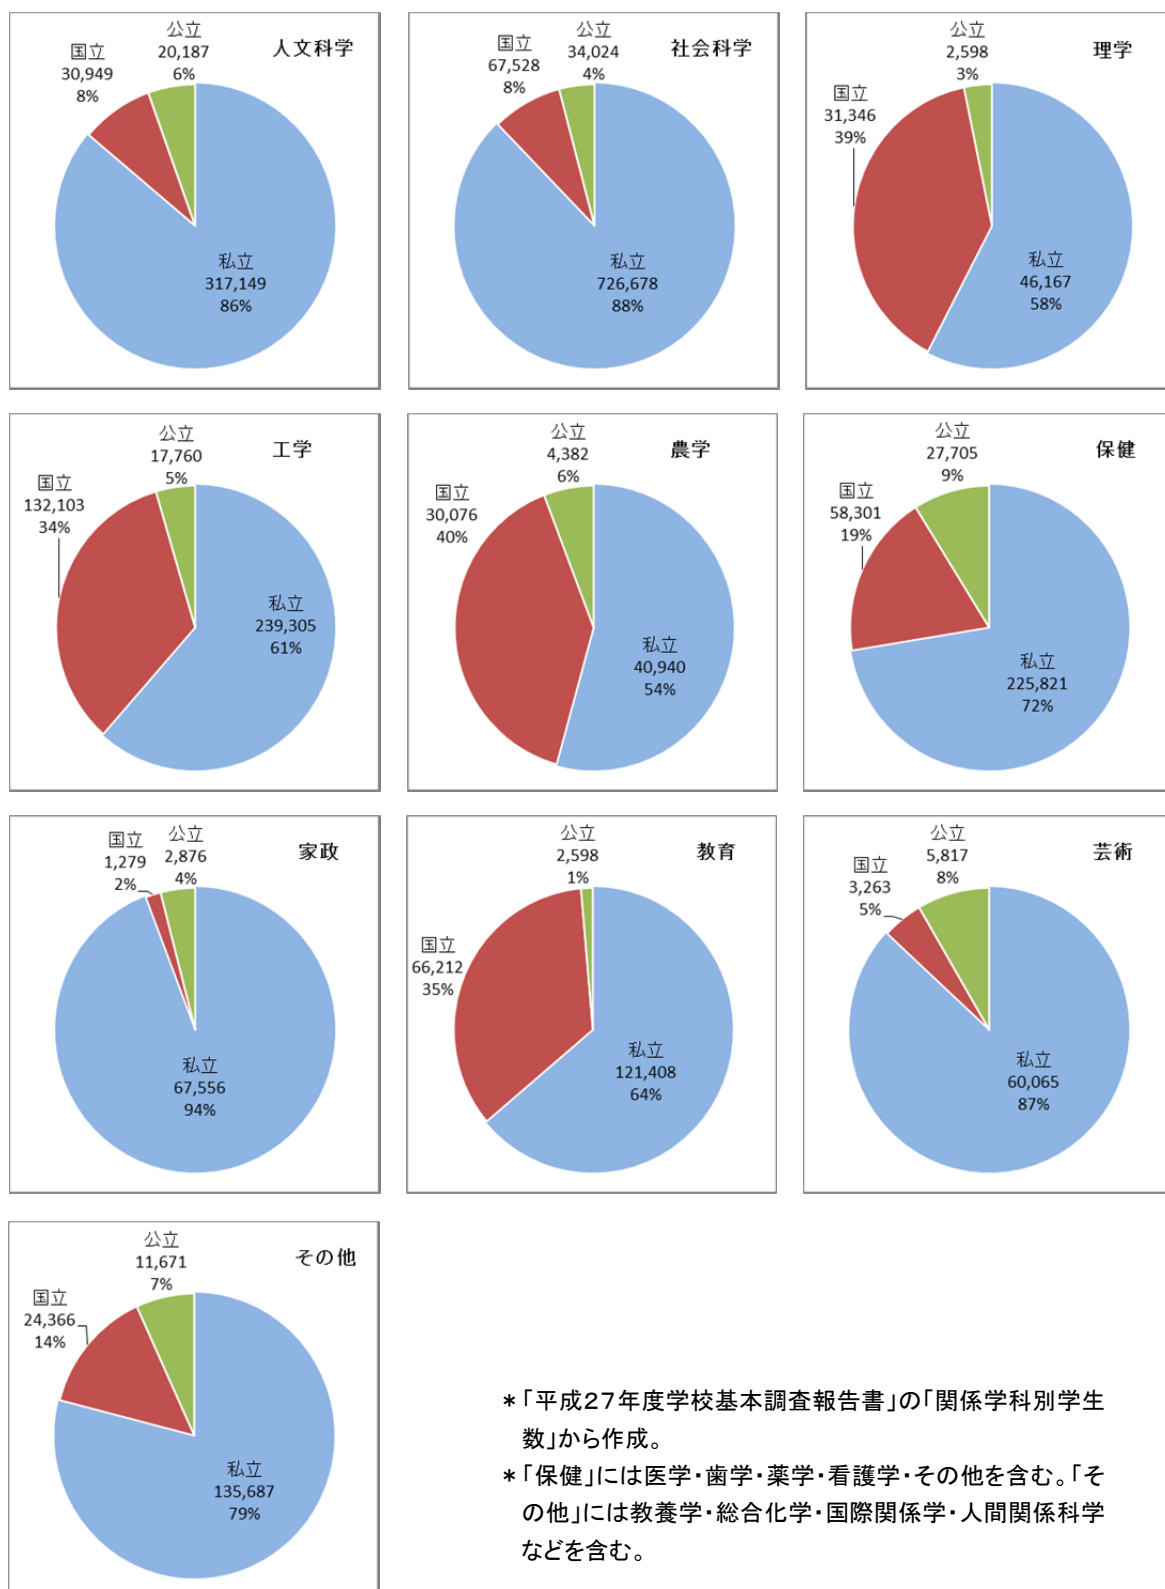 人文科学
公立
20,187
6%
国立
30,949
8%
私立
317,149
86%
社会科学
公立
34,024
4%
国立
67,528
8%
私立
726,678
88%
理学
公立
2,598
3%
国立
31,346
39%
私立
46,167
58%
工学
公立
17,760
5%
国立
132,103
34%
私立
239,305
61%
農学
公立
4,382
6%
国立
30,076
40%
私立
40,940
54%
保健
公立
27,705
9%
国立
58,301
19%
私立
225,821
72%
家政
公立
2,876
4%
国立
1,279
2%
私立
67,556
94%
教育
公立
2,598
1%
国立
66,212
35%
私立
121,408
64%
芸術
公立
5,817
8%
国立
3,263
5%
私立
60,065
87%
その他
公立
11,671
7%
国立
24,366
14%
私立
135,687
79%
*「平成27年度学校基本調査報告書」の「関係学科別学生
数」から作成。
*「保健」には医学・歯学・薬学・看護学・その他を含む。「そ
の他」には教養学・総合化学・国際関係学・人間関係科学
などを含む。